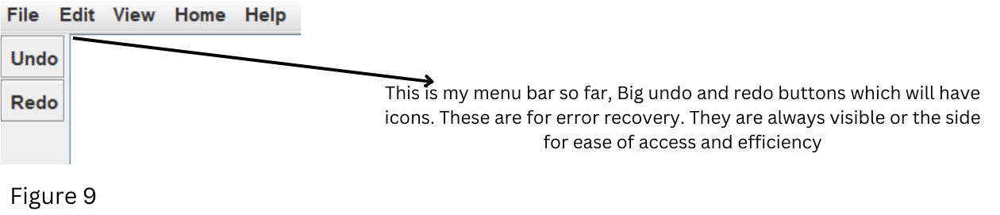 File Edit View Home Help
Undo
Redo
This is my menu bar so far, Big undo and redo buttons which will have
icons. These are for error recovery. They are always visible or the side
for ease of access and efficiency
Figure 9